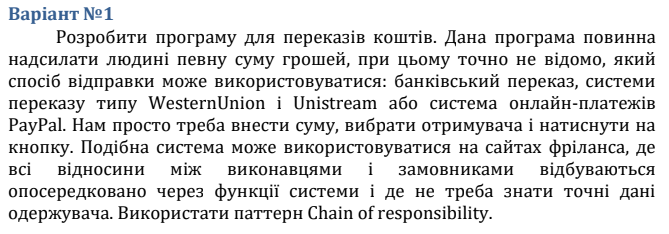 Варіант №1
Розробити програму для переказів коштів. Дана програма повинна
надсилати людині певну суму грошей, при цьому точно не відомо, який
спосіб відправки може використовуватися: банківський переказ, системи
переказу типу WesternUnion і Unistream або система онлайн-платежів
PayPal. Нам просто треба внести суму, вибрати отримувача і натиснути на
кнопку. Подібна система може використовуватися на сайтах фріланса, де
всі відносини між виконавцями і замовниками відбуваються
опосередковано через функції системи і де не треба знати точні дані
одержувача. Використати паттерн Chain of responsibility.